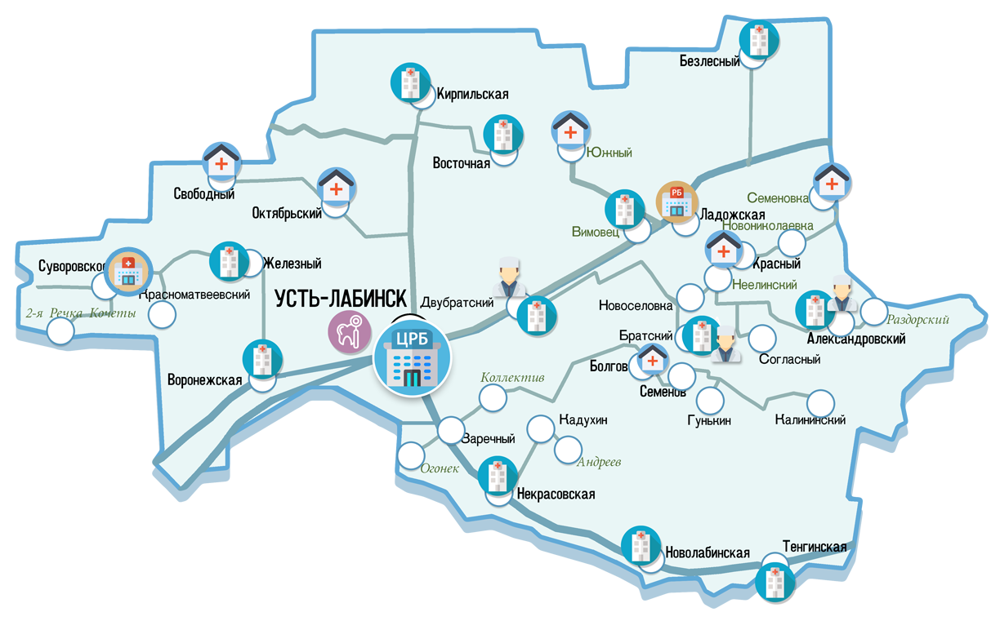 Безлесный
Кирпильская
Восточная
Южный
Свободный
Октябрьский
РБ
Семеновка
Ладожская
Новониколаевка
Вимовец
Суворовское
Железный
Красный
Красноматвеевский
Неелинский
УСТЬ-ЛАБИНСК
Двубратский
Новоселовка
2-я Речка Кочеты
Раздорский
ЦРБ
Братский
Александровский
Согласный
Болгов
Воронежская
Коллектив
Семенов
Гунькин
Калининский
Кадухин
Заречный
Андреев
Огонек
Некрасовская
Новолабинская
Тенгинская